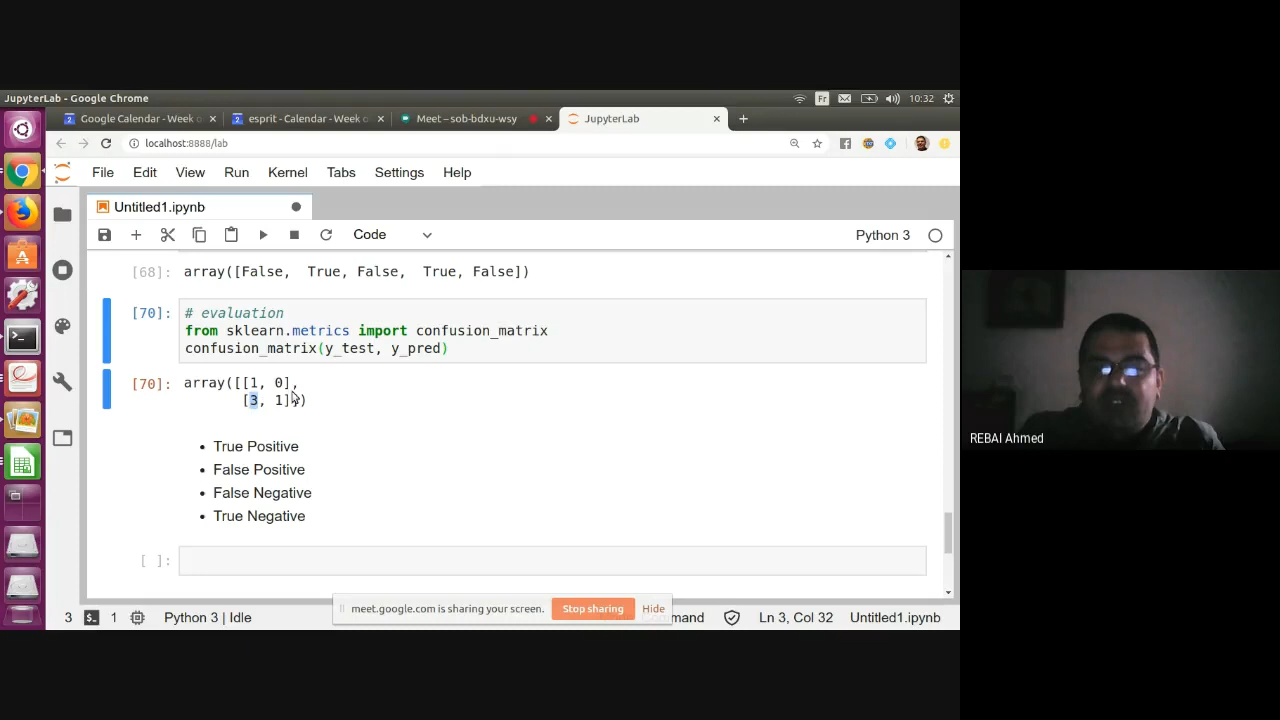 JupyterLab - Google Chrome
Fr
10:32
Google Calendar - Week o
esprit - Calendar - Week o
Meet – sob-bdxu-wsy
JupyterLab
localhost:8888/lab
File Edit View Run Kernel Tabs Settings Help
Untitled1.ipynb
Code
Python 3
[68]: array([False,  True, False,  True, False])
[70]: # evaluation
from sklearn.metrics import confusion_matrix
confusion_matrix(y_test, y_pred)
[70]: array([[1, 0],
[3, 1]])
• True Positive
• False Positive
• False Negative
• True Negative
[ ]:
meet.google.com is sharing your screen. Stop sharing Hide
3 $_ 1 Python 3 | Idle mmand Ln 3, Col 32 Untitled1.ipynb
REBAI Ahmed